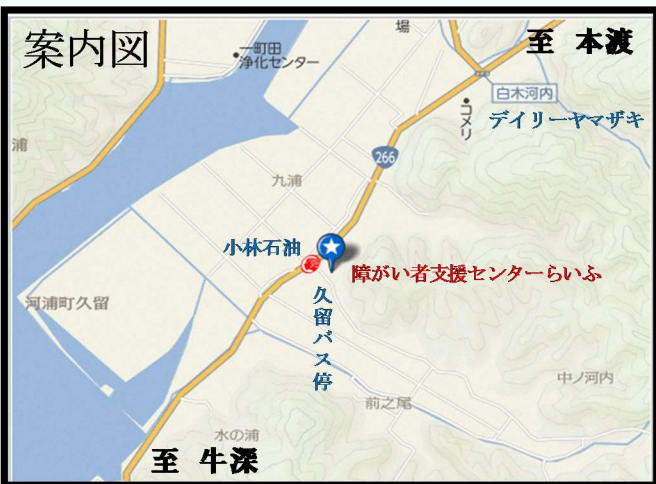 案内図
場
至 本渡
一町田
浄化センター
白木河内
コメリ
デイリーヤマザキ
浦
266
九浦
小林石油
障がい者支援センターらいふ
久留バス停
河浦町久留
中ノ河内
前之尾
水の浦
至 牛深